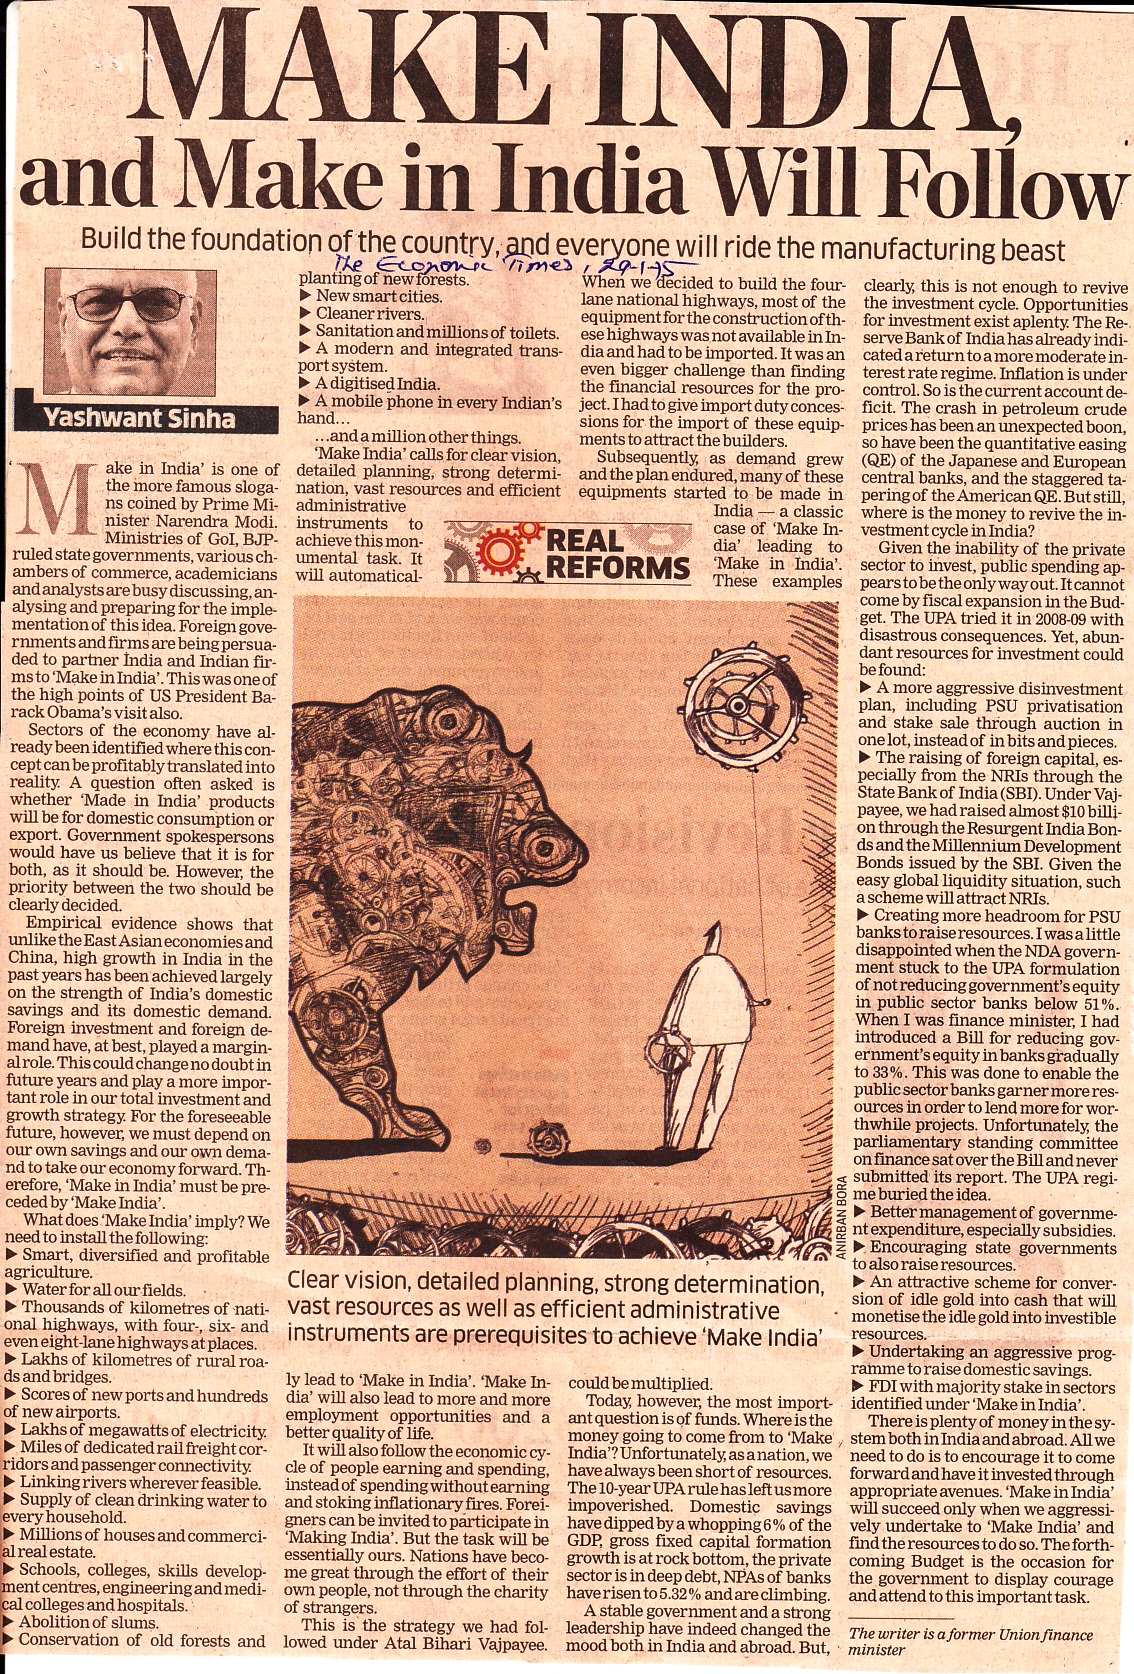 MAKE INDIA,
and Make in India Will Follow
Build the foundation of the country, and everyone will ride the manufacturing beast
The Economic Times, 29-1-15
Yashwant Sinha
‘Make in India’ is one of
the more famous sloga-
ns coined by Prime Mi-
nister Narendra Modi.
Ministries of GoI, BJP-
ruled state governments, various ch-
ambers of commerce, academicians
and analysts are busy discussing, an-
alysing and preparing for the imple-
mentation of this idea. Foreign gove-
rnments and firms are being persua-
ded to partner India and Indian fir-
ms to ‘Make in India’. This was one of
the high points of US President Ba-
rack Obama’s visit also.
Sectors of the economy have al-
ready been identified where this con-
cept can be profitably translated into
reality. A question often asked is
whether ‘Made in India’ products
will be for domestic consumption or
export. Government spokespersons
would have us believe that it is for
both, as it should be. However, the
priority between the two should be
clearly decided.
Empirical evidence shows that
unlike the East Asian economies and
China, high growth in India in the
past years has been achieved largely
on the strength of India’s domestic
savings and its domestic demand.
Foreign investment and foreign de-
mand have, at best, played a margin-
al role. This could change no doubt in
future years and play a more impor-
tant role in our total investment and
growth strategy. For the foreseeable
future, however, we must depend on
our own savings and our own dema-
nd to take our economy forward. Th-
erefore, ‘Make in India’ must be pre-
ceded by ‘Make India’.
What does ‘Make India’ imply? We
need to install the following:
▶ Smart, diversified and profitable
agriculture.
▶ Water for all our fields.
▶ Thousands of kilometres of nati-
onal highways, with four-, six- and
even eight-lane highways at places.
▶ Lakhs of kilometres of rural roa-
ds and bridges.
▶ Scores of new ports and hundreds
of new airports.
▶ Lakhs of megawatts of electricity.
▶ Miles of dedicated rail freight cor-
ridors and passenger connectivity.
▶ Linking rivers wherever feasible.
▶ Supply of clean drinking water to
every household.
▶ Millions of houses and commerci-
al real estate.
▶ Schools, colleges, skills develop-
ment centres, engineering and medi-
cal colleges and hospitals.
▶ Abolition of slums.
▶ Conservation of old forests and
planting of new forests.
▶ New smart cities.
▶ Cleaner rivers.
▶ Sanitation and millions of toilets.
▶ A modern and integrated trans-
port system.
▶ A digitised India.
▶ A mobile phone in every Indian’s
hand...
...and a million other things.
‘Make India’ calls for clear vision,
detailed planning, strong determi-
nation, vast resources and efficient
administrative
instruments to
achieve this mon-
umental task. It
will automatical-
REAL
REFORMS
ANIRBAN BORA
Clear vision, detailed planning, strong determination,
vast resources as well as efficient administrative
instruments are prerequisites to achieve ‘Make India’
ly lead to ‘Make in India’. ‘Make In-
dia’ will also lead to more and more
employment opportunities and a
better quality of life.
It will also follow the economic cy-
cle of people earning and spending,
instead of spending without earning
and stoking inflationary fires. Forei-
gners can be invited to participate in
‘Making India’. But the task will be
essentially ours. Nations have beco-
me great through the effort of their
own people, not through the charity
of strangers.
This is the strategy we had fol-
lowed under Atal Bihari Vajpayee.
When we decided to build the four-
lane national highways, most of the
equipment for the construction of th-
ese highways was not available in In-
dia and had to be imported. It was an
even bigger challenge than finding
the financial resources for the pro-
ject. I had to give import duty conces-
sions for the import of these equip-
ments to attract the builders.
Subsequently, as demand grew
and the plan endured, many of these
equipments started to be made in
India — a classic
case of ‘Make In-
dia’ leading to
‘Make in India’.
These examples
could be multiplied.
Today, however, the most import-
ant question is of funds. Where is the
money going to come from to ‘Make
India’? Unfortunately, as a nation, we
have always been short of resources.
The 10-year UPA rule has left us more
impoverished. Domestic savings
have dipped by a whopping 6% of the
GDP, gross fixed capital formation
growth is at rock bottom, the private
sector is in deep debt, NPAs of banks
have risen to 5.32% and are climbing.
A stable government and a strong
leadership have indeed changed the
mood both in India and abroad. But,
clearly, this is not enough to revive
the investment cycle. Opportunities
for investment exist aplenty. The Re-
serve Bank of India has already indi-
cated a return to a more moderate in-
terest rate regime. Inflation is under
control. So is the current account de-
ficit. The crash in petroleum crude
prices has been an unexpected boon,
so have been the quantitative easing
(QE) of the Japanese and European
central banks, and the staggered ta-
pering of the American QE. But still,
where is the money to revive the in-
vestment cycle in India?
Given the inability of the private
sector to invest, public spending ap-
pears to be the only way out. It cannot
come by fiscal expansion in the Bud-
get. The UPA tried it in 2008-09 with
disastrous consequences. Yet, abun-
dant resources for investment could
be found:
▶ A more aggressive disinvestment
plan, including PSU privatisation
and stake sale through auction in
one lot, instead of in bits and pieces.
▶ The raising of foreign capital, es-
pecially from the NRIs through the
State Bank of India (SBI). Under Vaj-
payee, we had raised almost $10 billi-
on through the Resurgent India Bon-
ds and the Millennium Development
Bonds issued by the SBI. Given the
easy global liquidity situation, such
a scheme will attract NRIs.
▶ Creating more headroom for PSU
banks to raise resources. I was a little
disappointed when the NDA govern-
ment stuck to the UPA formulation
of not reducing government’s equity
in public sector banks below 51%.
When I was finance minister, I had
introduced a Bill for reducing gov-
ernment’s equity in banks gradually
to 33%. This was done to enable the
public sector banks garner more res-
ources in order to lend more for wor-
thwhile projects. Unfortunately, the
parliamentary standing committee
on finance sat over the Bill and never
submitted its report. The UPA regi-
me buried the idea.
▶ Better management of governme-
nt expenditure, especially subsidies.
▶ Encouraging state governments
to also raise resources.
▶ An attractive scheme for conver-
sion of idle gold into cash that will
monetise the idle gold into investible
resources.
▶ Undertaking an aggressive prog-
ramme to raise domestic savings.
▶ FDI with majority stake in sectors
identified under ‘Make in India’.
There is plenty of money in the sy-
stem both in India and abroad. All we
need to do is to encourage it to come
forward and have it invested through
appropriate avenues. ‘Make in India’
will succeed only when we aggressi-
vely undertake to ‘Make India’ and
find the resources to do so. The forth-
coming Budget is the occasion for
the government to display courage
and attend to this important task.
The writer is a former Union finance
minister